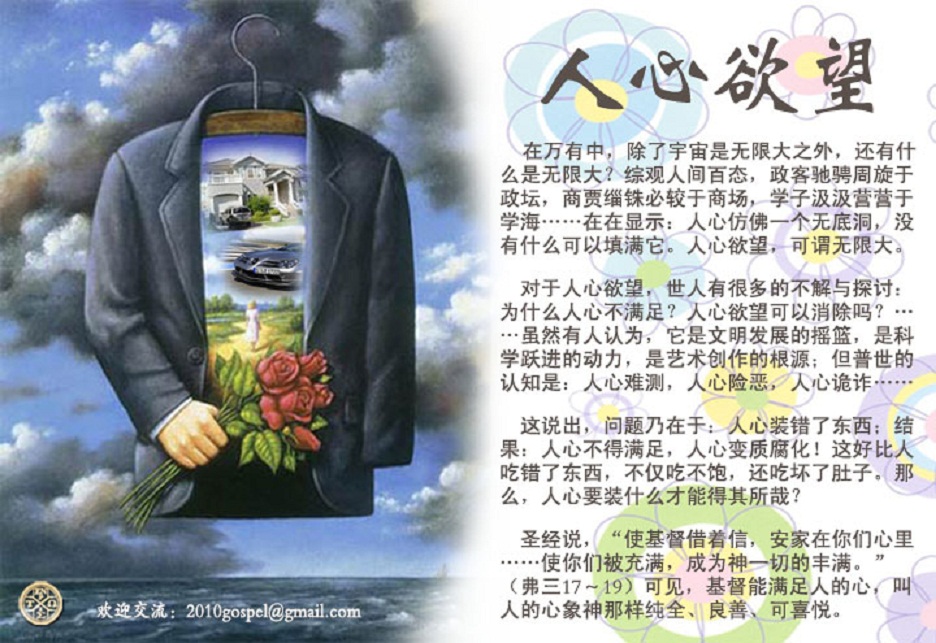 人心欲望
在万有中，除了宇宙是无限大之外，还有什
么是无限大？综观人间百态，政客驰骋周旋于
政坛，商贾缁铢必较于商场，学子汲汲营营于
学海……在在显示：人心仿佛一个无底洞，没
有什么可以填满它。人心欲望，可谓无限大。
对于人心欲望，世人有很多的不解与探讨：
为什么人心不满足？人心欲望可以消除吗？…
…虽然有人认为，它是文明发展的摇篮，是科
学跃进的动力，是艺术创作的根源；但普世的
认知是：人心难测，人心险恶，人心诡诈……
这说出，问题乃在于：人心装错了东西；结
果：人心不得满足，人心变质腐化！这好比人
吃错了东西，不仅吃不饱，还吃坏了肚子。那
么，人心要装什么才能得其所哉？
圣经说，“使基督借着信，安家在你们心里
……使你们被充满，成为神一切的丰满。”
（弗三17～19）可见，基督能满足人的心，叫
人的心象神那样纯全、良善、可喜悦。
欢迎交流：2010gospel@gmail.com